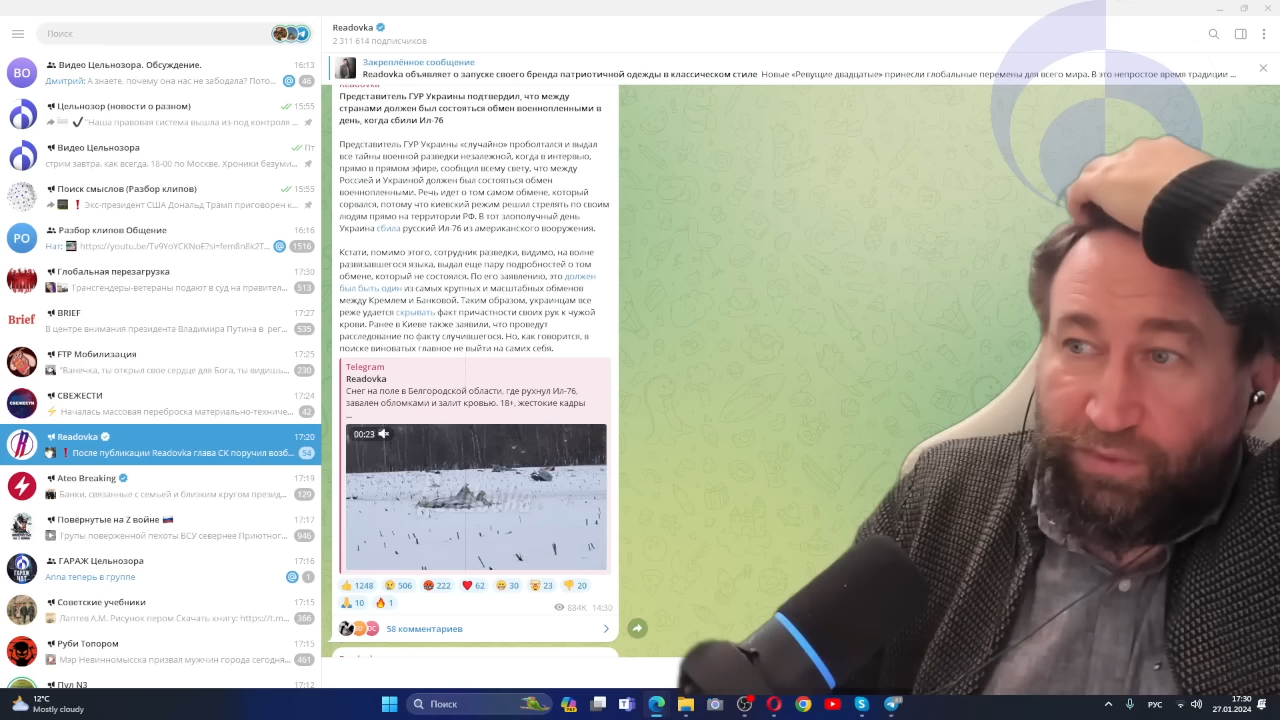 Поиск
ВО
Видео Цельнозора. Обсуждение.
16:13
Дмитрий: А знаете, почему она нас не забодала? Пото...
@
46
Цельнозор (новости о разном)
15:55
"Наша правовая система вышла из-под контроля ...
Видео Цельнозора
Пт
стрим завтра, как всегда, 18-00 по Москве. Хроники безуми...
Поиск смыслов (Разбор клипов)
15:55
Экс-президент США Дональд Трамп приговорен к...
РО
Разбор клипов Общение
16:16
Нат:
@
1516
Глобальная перезагрузка
17:30
Трансгендеры-ветераны подают в суд на правител...
513
Brief
BRIEF
17:27
В центре внимания президента Владимира Путина в рег...
535
FTP Мобилизация
17:25
"Ванечка, ты открыл свое сердце для Бога, ты видишь...
230
СВЕЖЕСТИ
СВЕЖЕСТИ
17:24
⚡ Началась массовая переброска материально-техниче...
42
Readovka
17:20
❗ После публикации Readovka глава СК поручил возб...
54
Ateo Breaking
17:19
Банки, связанные с семьей и близким кругом презид...
129
Повёрнутые на Z войне 🇷🇺
17:17
Трупы поверженной пехоты ВСУ севернее Приютног...
946
ГАРАЖ Цельнозора
17:16
Anna теперь в группе
@
1
Советские учебники
17:15
Лаптев А.М. Рисунок пером Скачать книгу: https://t.m...
366
Руби Топором
17:15
Мэр Невинномысска призвал мужчин города сегодня...
461
Пул N3
17:12
Readovka
2 311 614 подписчиков
Закреплённое сообщение
Readovka объявляет о запуске своего бренда патриотичной одежды в классическом стиле Новые «Ревущие двадцатые» принесли глобальные перемены для всего мира. В это непростое время традиции ...
Readovka
Представитель ГУР Украины подтвердил, что между
странами должен был состояться обмен военнопленными в
день, когда сбили Ил-76
Представитель ГУР Украины «случайно» проболтался и выдал
все тайны военной разведки незалежной, когда в интервью,
прямо в прямом эфире, сообщил всему свету, что между
Россией и Украиной должен был состояться обмен
военнопленными. Речь идет о том самом обмене, который
сорвался, потому что киевский режим решил стрелять по своим
людям прямо на территории РФ. В тот злополучный день
Украина сбила русский Ил-76 из американского вооружения.
Кстати, помимо этого, сотрудник разведки, видимо, на волне
развязавшегося языка, выдал еще пару подробностей о том
обмене, который не состоялся. По его заявлению, это должен
был быть один из самых крупных и масштабных обменов
между Кремлем и Банковой. Таким образом, украинцам все
реже удается скрывать факт причастности своих рук к чужой
крови. Ранее в Киеве также заявили, что проведут
расследование по факту случившегося. Но, как говорится, в
поиске виноватых главное не выйти на самих себя.
Telegram
Readovka
Снег на поле в Белгородской области, где рухнул Ил-76,
завален обломками и залит кровью. 18+, жестокие кадры
...
00:23
1248
506
222
62
30
23
20
10
1
884K 14:30
58 комментариев
12°C
Mostly cloudy
Поиск
РУС
17:30
27.01.2024